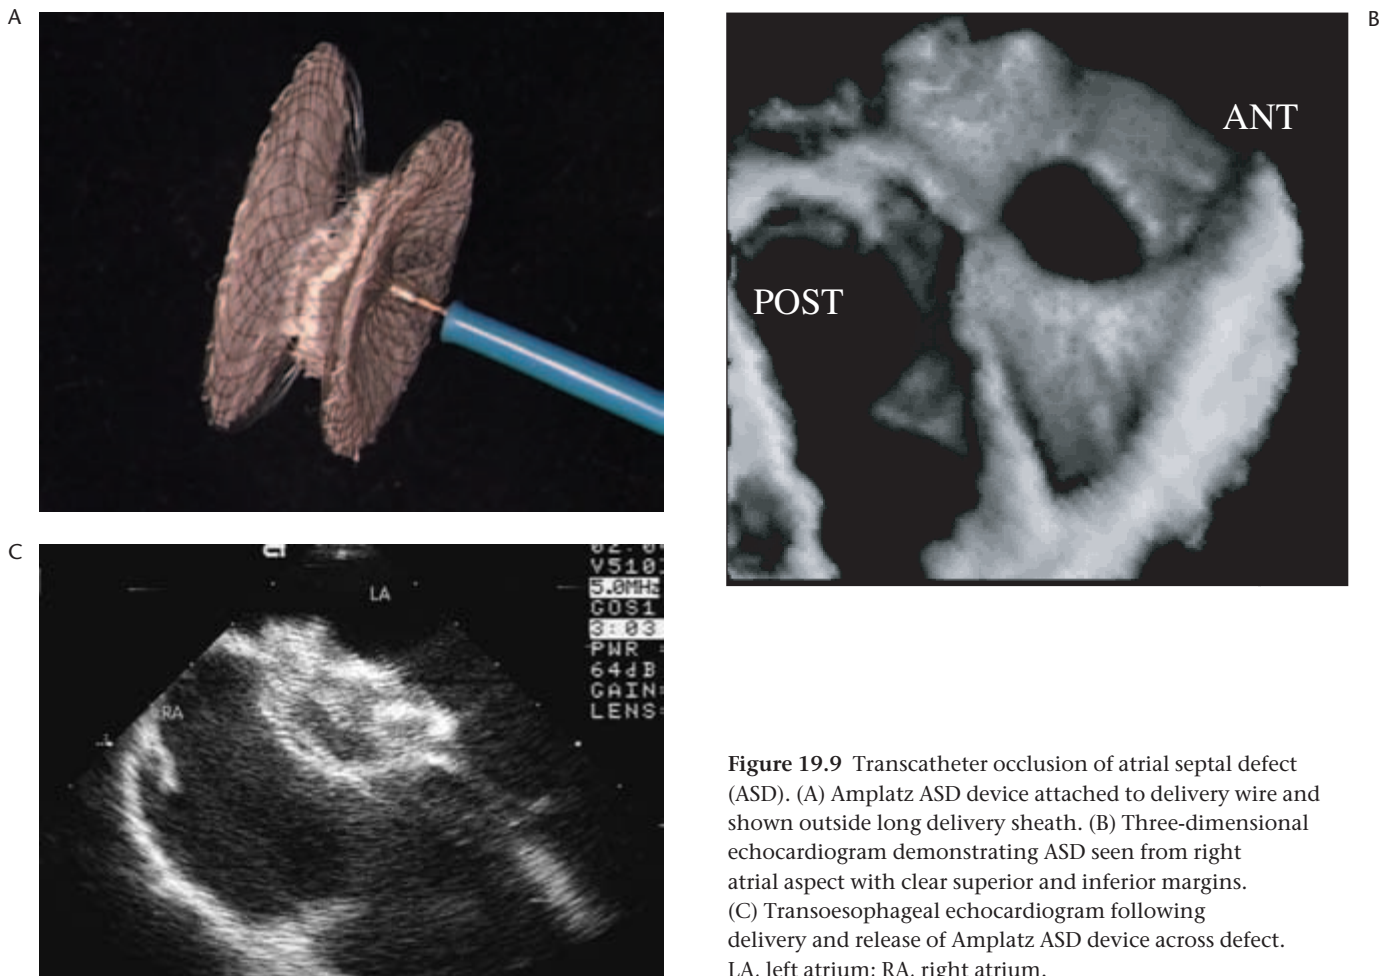 A
B
ANT
POST
C
LA
RA
V510
5.0MHz
GOS1
3:03
PWR
64dB
GAIN
LENS
Figure 19.9 Transcatheter occlusion of atrial septal defect
(ASD). (A) Amplatz ASD device attached to delivery wire and
shown outside long delivery sheath. (B) Three-dimensional
echocardiogram demonstrating ASD seen from right
atrial aspect with clear superior and inferior margins.
(C) Transoesophageal echocardiogram following
delivery and release of Amplatz ASD device across defect.
LA, left atrium; RA, right atrium.